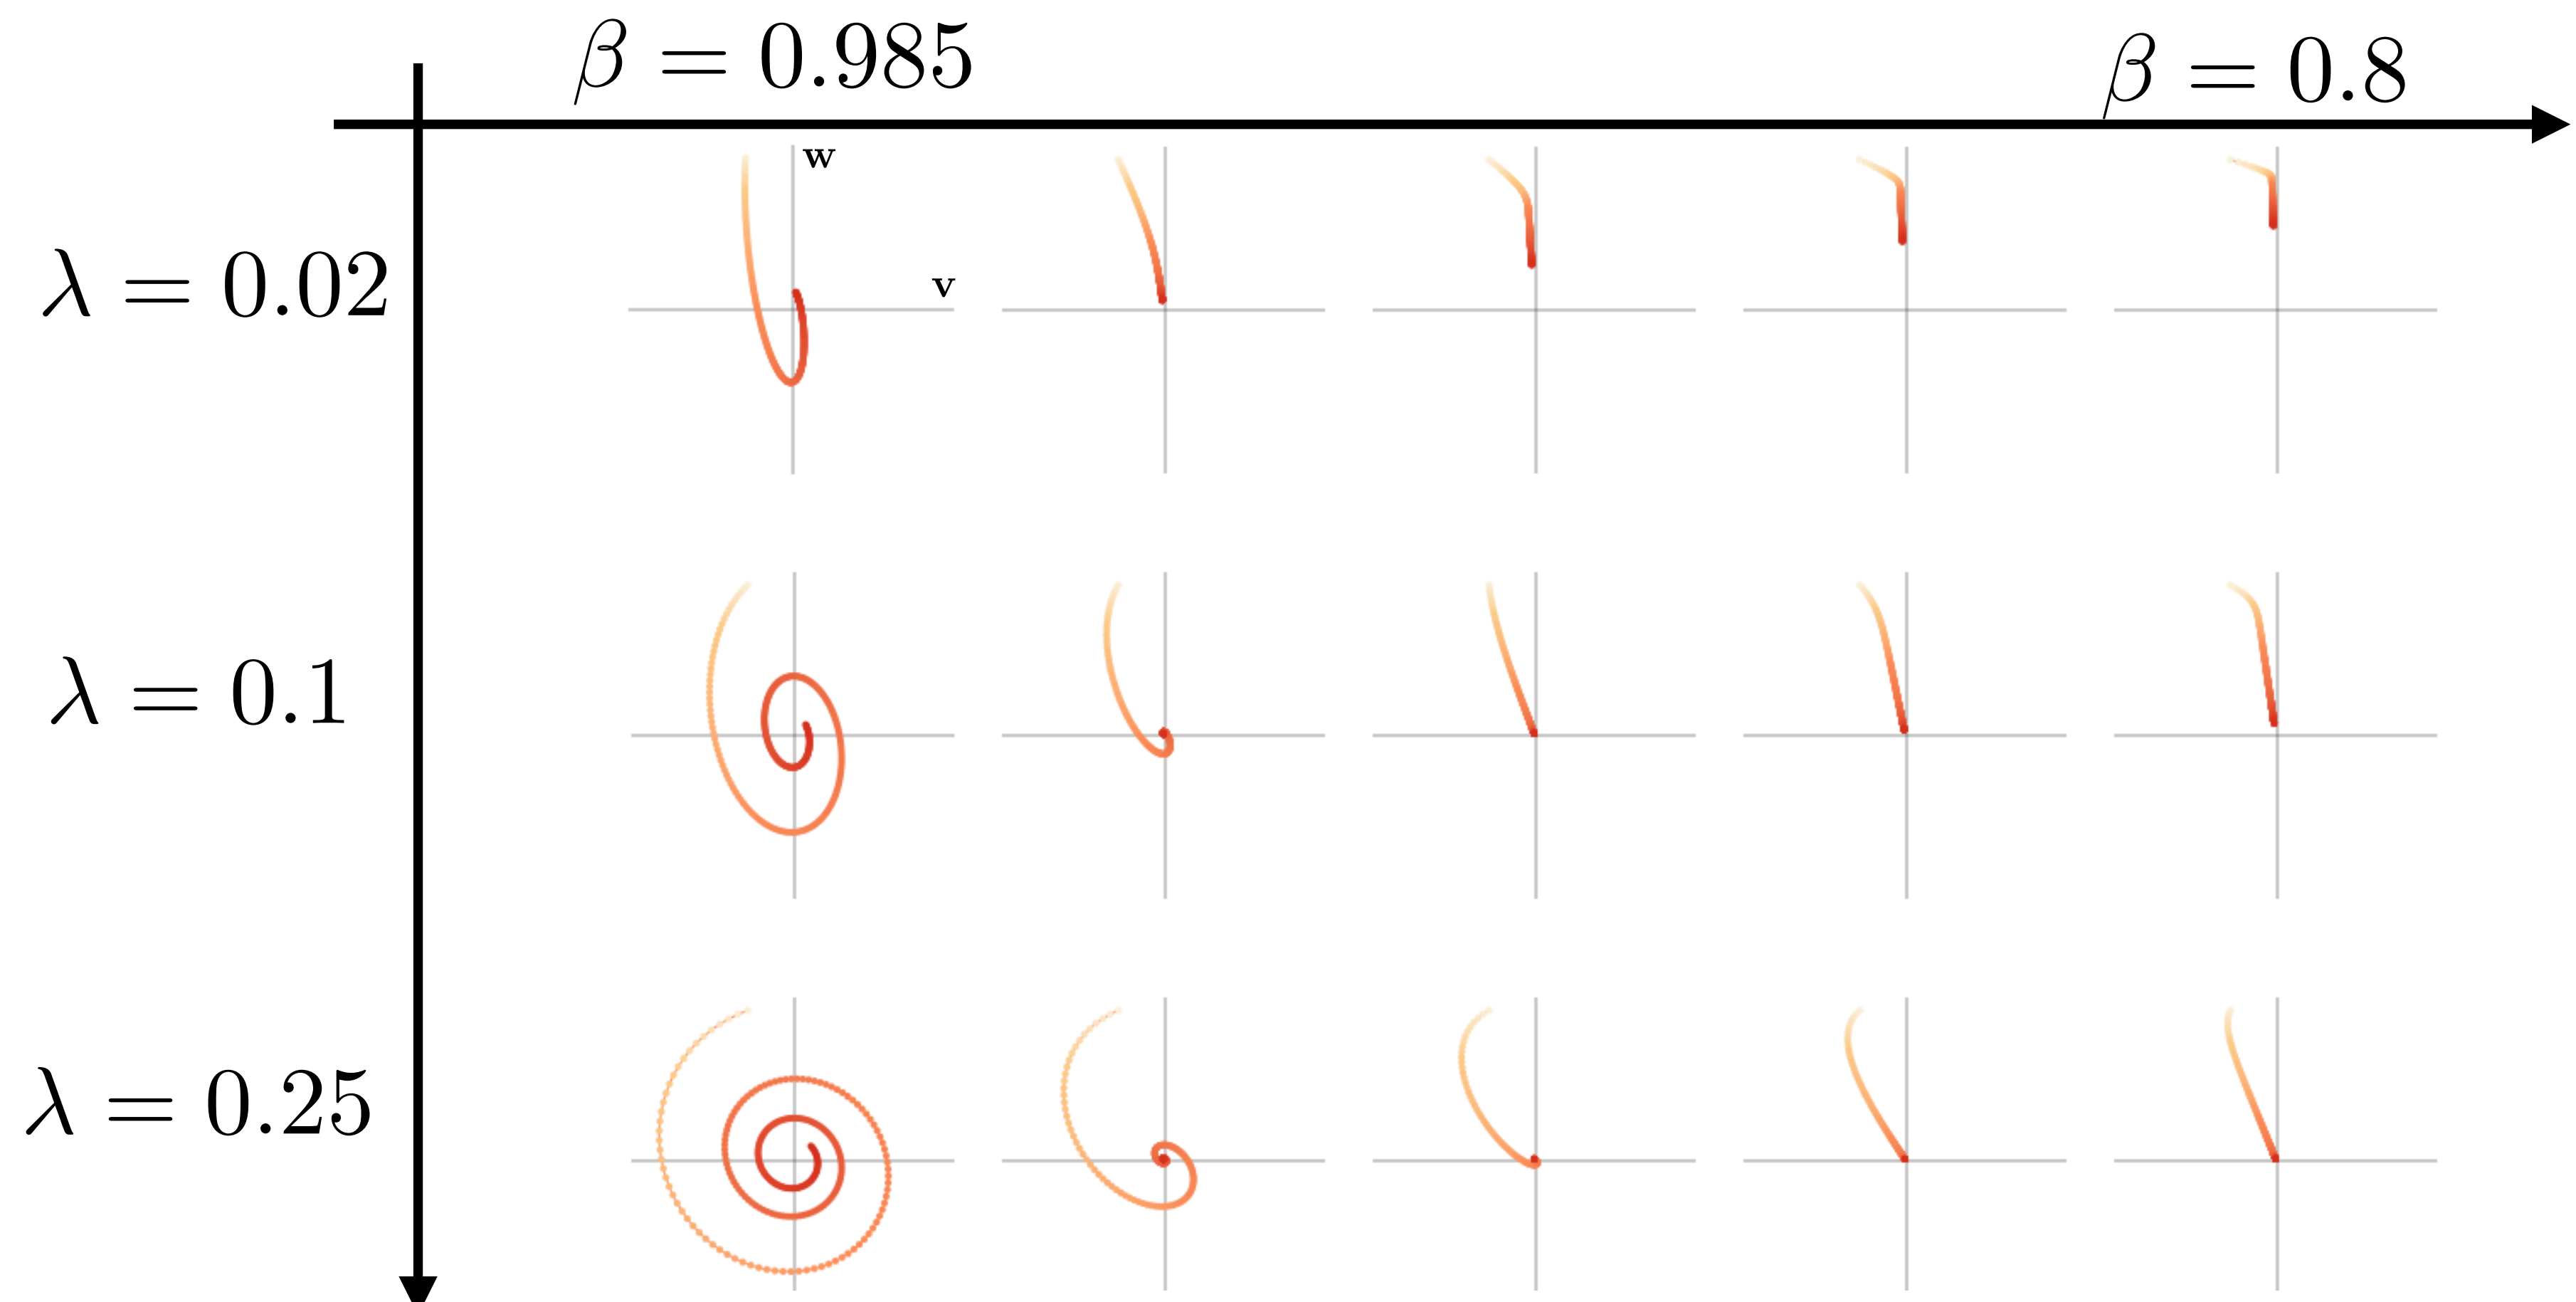 β = 0.985
β = 0.8
w
λ = 0.02
v
λ = 0.1
λ = 0.25